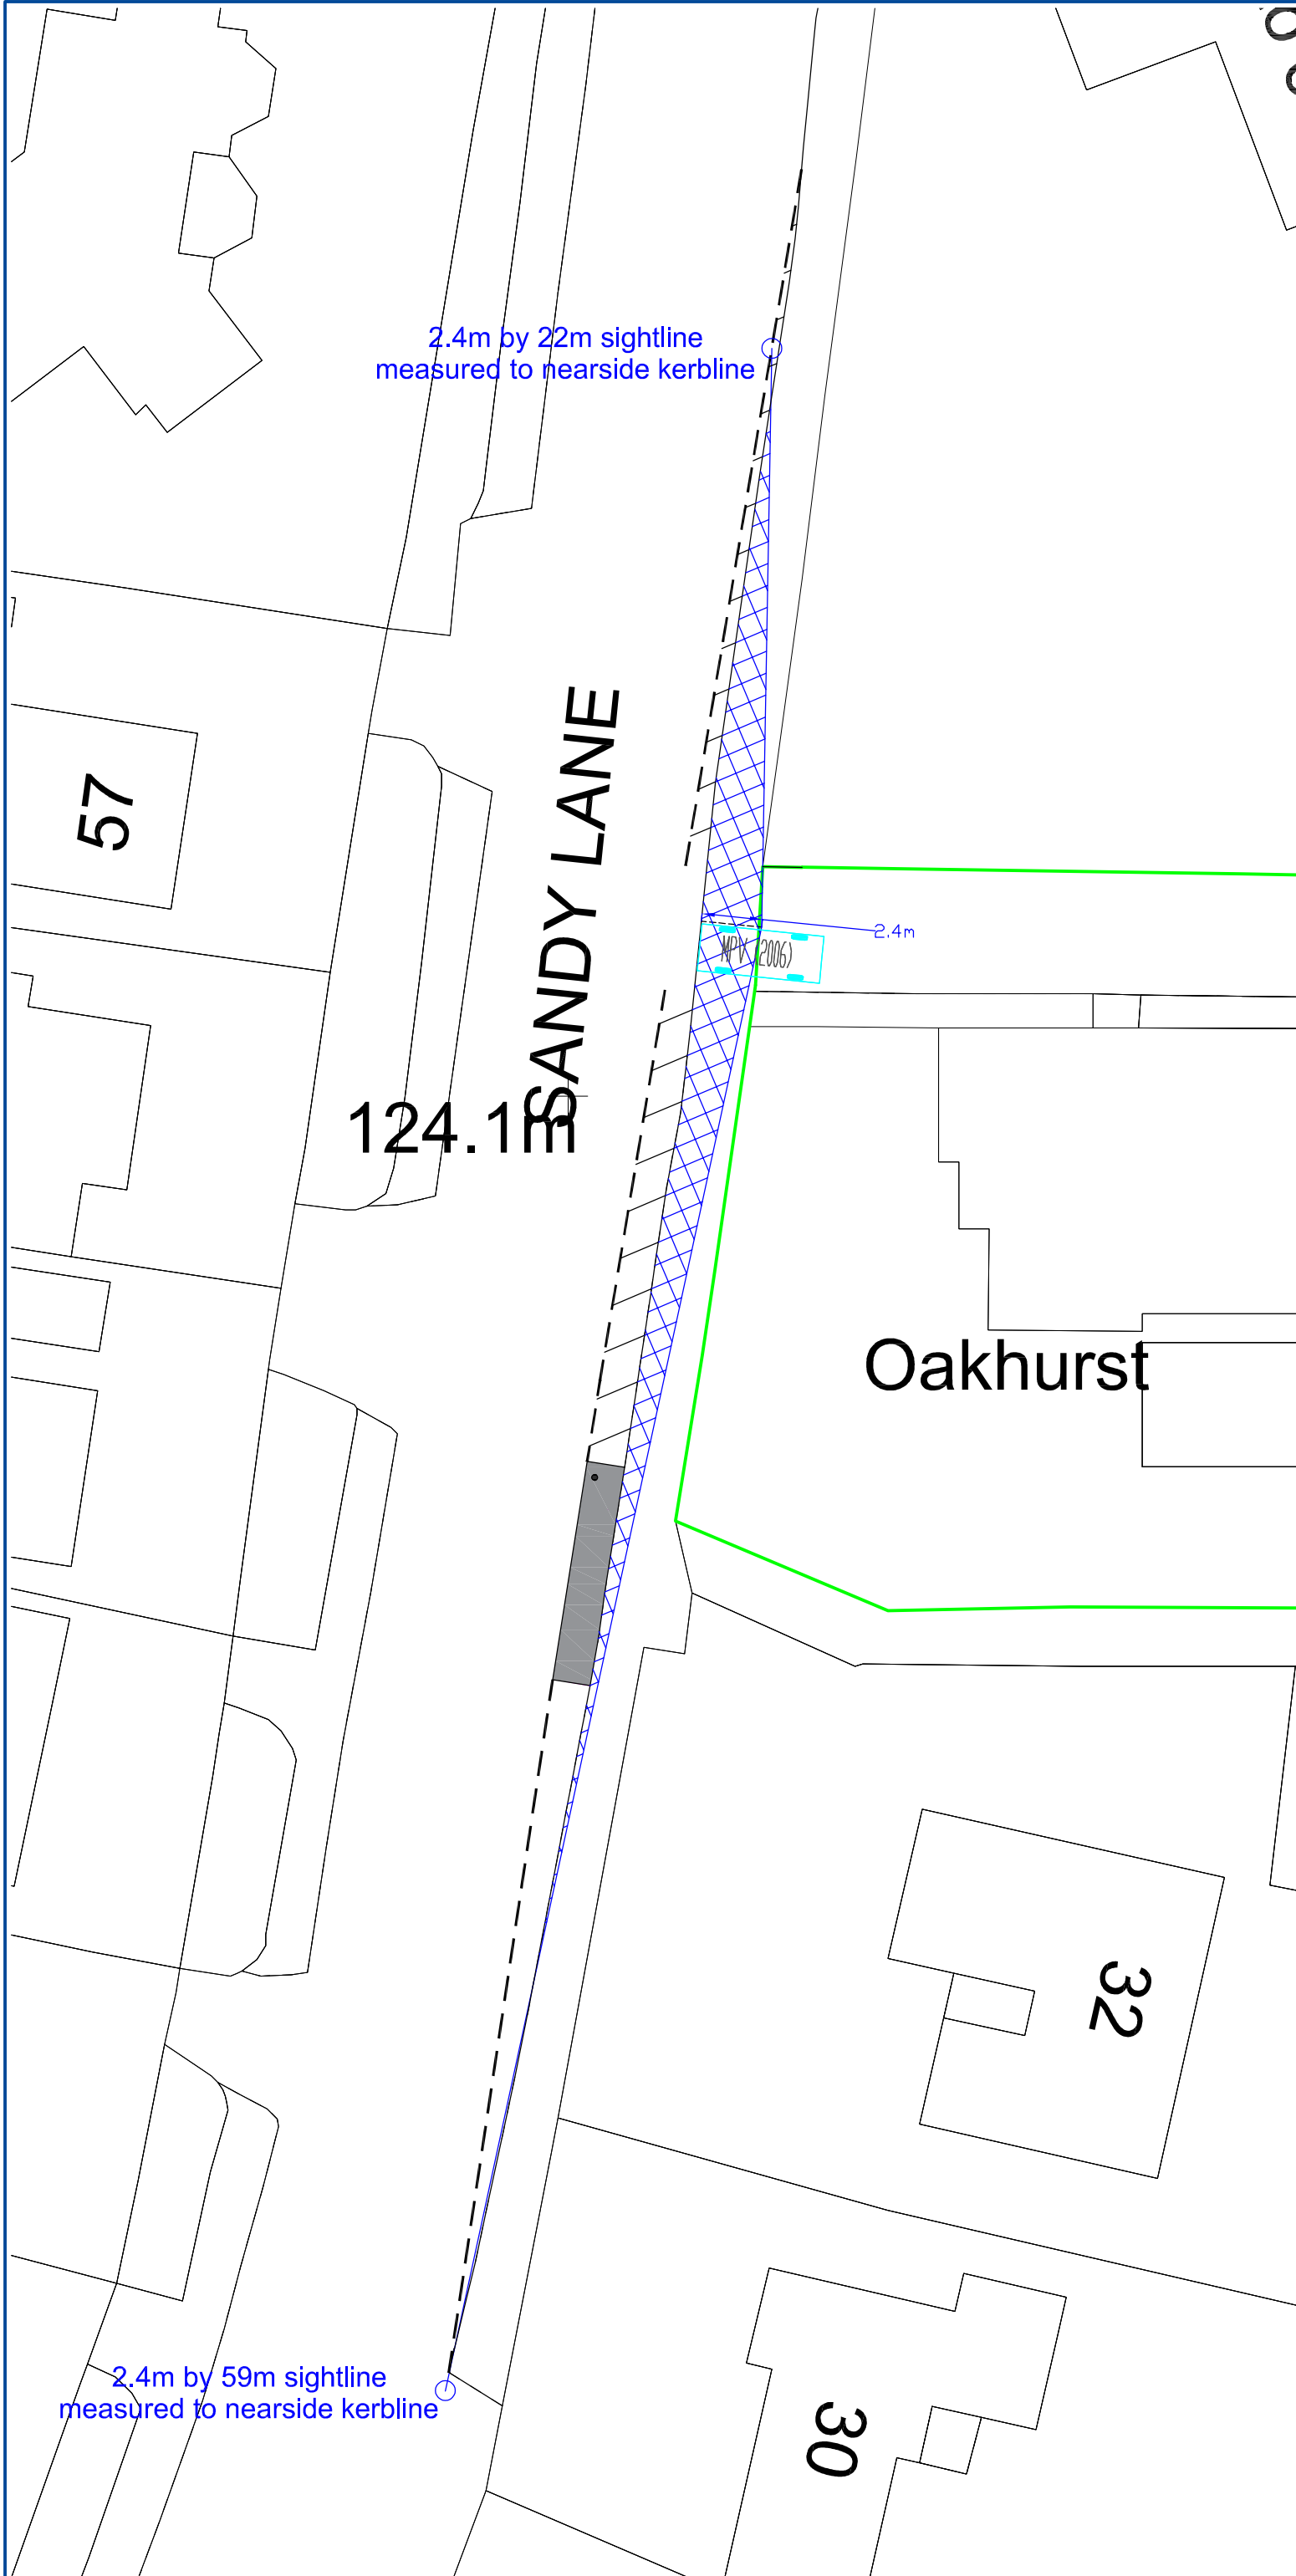 2.4m by 22m sightline
measured to nearside kerbline
57
SANDY LANE
2.4m
MPV (2006)
124.1m
Oakhurst
32
2.4m by 59m sightline
measured to nearside kerbline
30